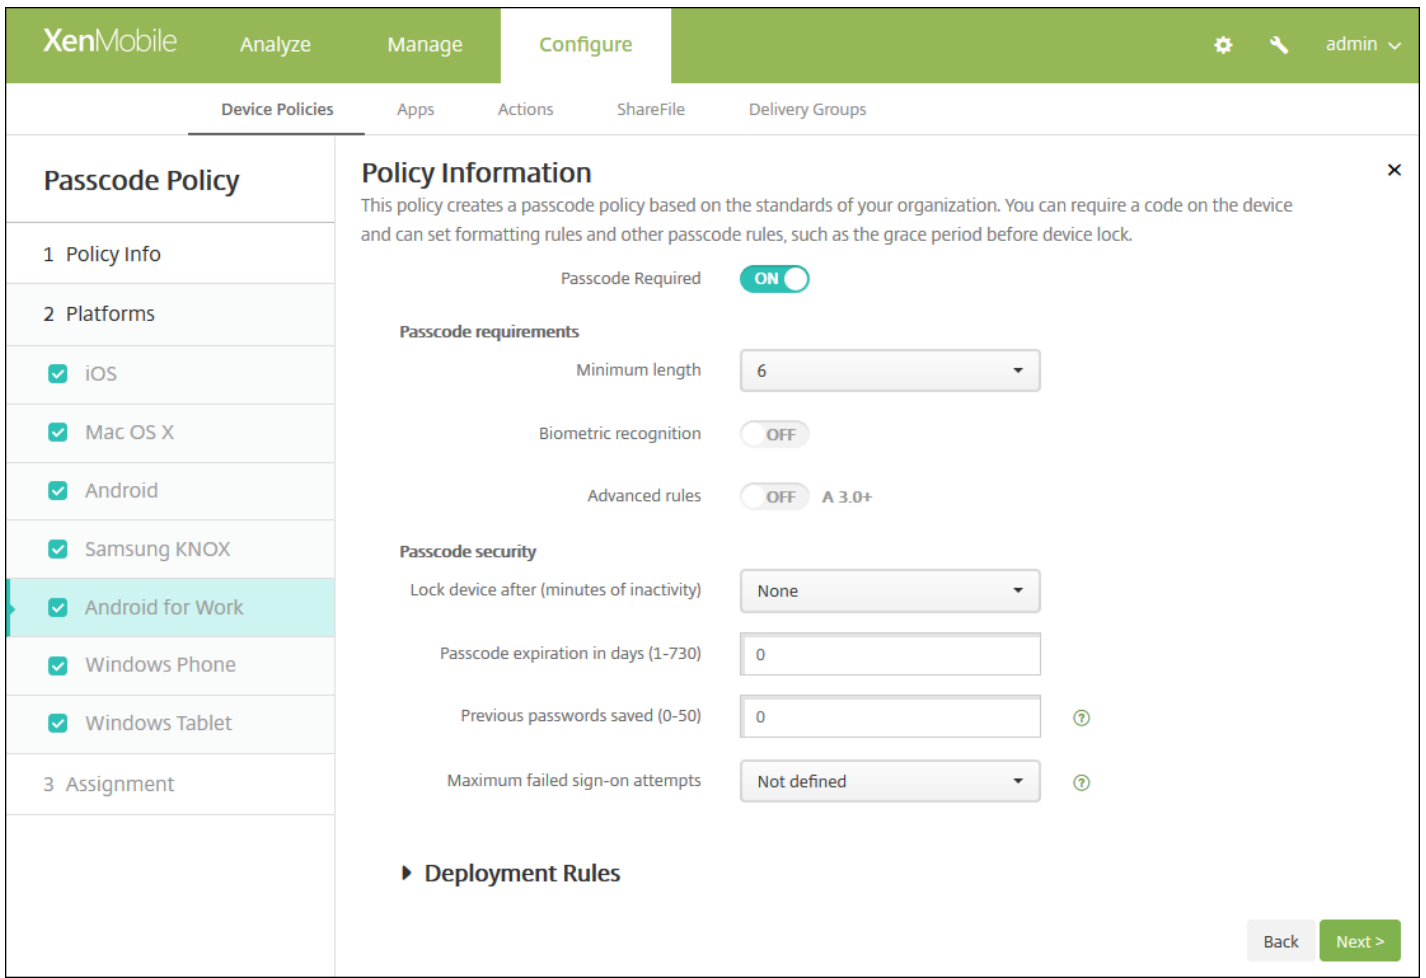 XenMobile Analyze Manage Configure admin
Device Policies Apps Actions ShareFile Delivery Groups
Passcode Policy
1 Policy Info
2 Platforms
iOS
Mac OS X
Android
Samsung KNOX
Android for Work
Windows Phone
Windows Tablet
3 Assignment
Policy Information
This policy creates a passcode policy based on the standards of your organization. You can require a code on the device
and can set formatting rules and other passcode rules, such as the grace period before device lock.
Passcode Required ON
Passcode requirements
Minimum length 6
Biometric recognition OFF
Advanced rules OFF A 3.0+
Passcode security
Lock device after (minutes of inactivity) None
Passcode expiration in days (1-730) 0
Previous passwords saved (0-50) 0 ?
Maximum failed sign-on attempts Not defined ?
Deployment Rules
Back Next >